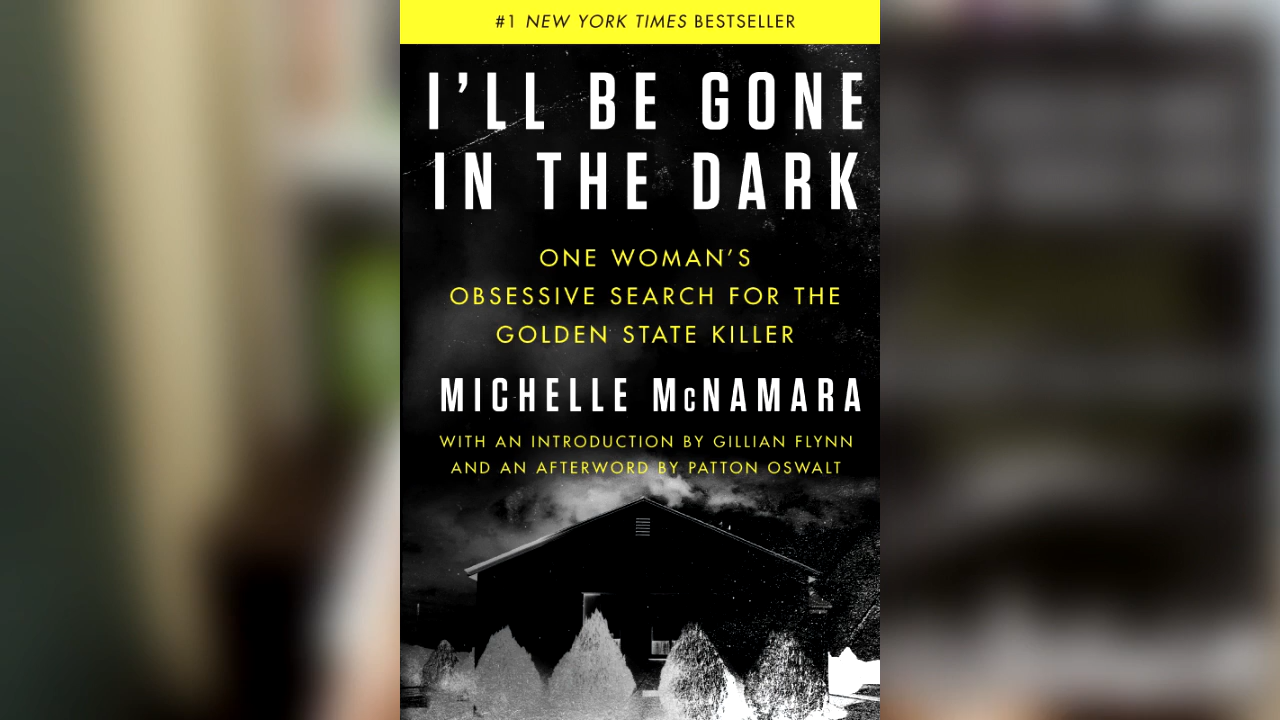 #1 NEW YORK TIMES BESTSELLER
I'LL BE GONE
IN THE DARK
ONE WOMAN'S
OBSESSIVE SEARCH FOR THE
GOLDEN STATE KILLER
MICHELLE McNAMARA
WITH AN INTRODUCTION BY GILLIAN FLYNN
AND AN AFTERWORD BY PATTON OSWALT